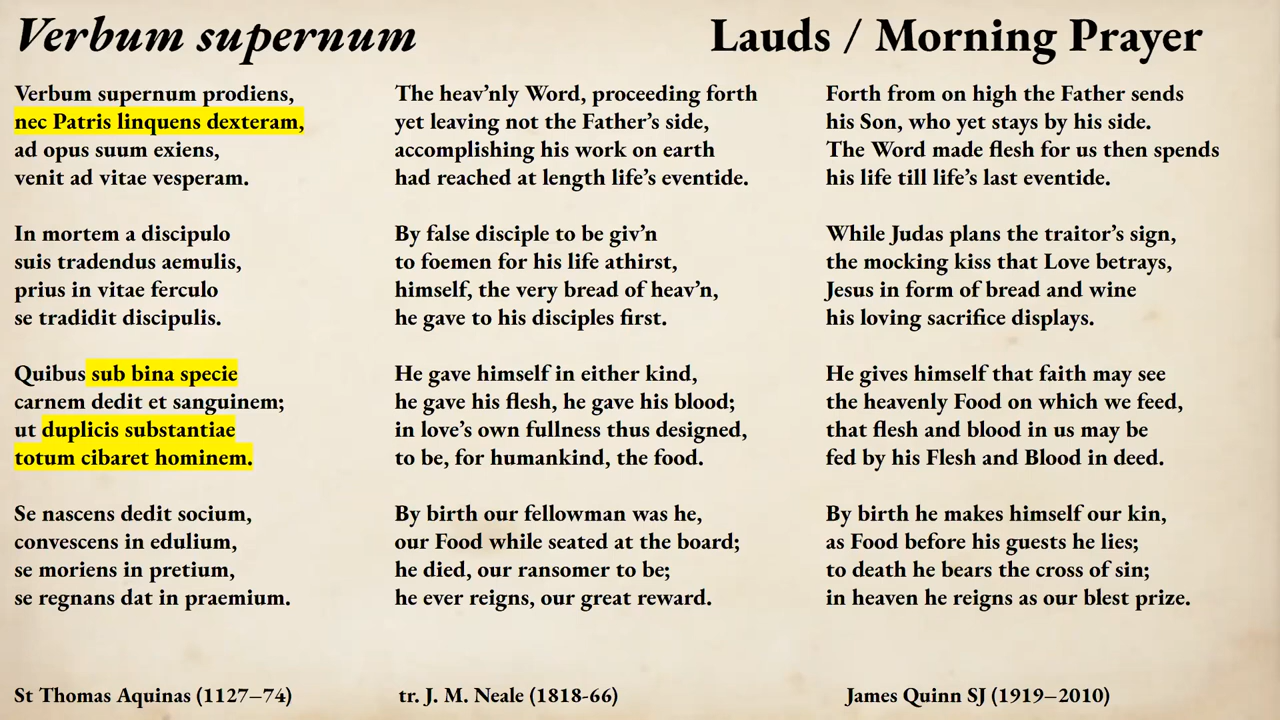 Verbum supernum
Lauds / Morning Prayer
Verbum supernum prodiens,
nec Patris linquens dexteram,
ad opus suum exiens,
venit ad vitae vesperam.
In mortem a discipulo
suis tradendus aemulis,
prius in vitae ferculo
se tradidit discipulis.
Quibus sub bina specie
carnem dedit et sanguinem;
ut duplicis substantiae
totum cibaret hominem.
Se nascens dedit socium,
convescens in edulium,
se moriens in pretium,
se regnans dat in praemium.
St Thomas Aquinas (1127–74)
The heav’nly Word, proceeding forth
yet leaving not the Father’s side,
accomplishing his work on earth
had reached at length life’s eventide.
By false disciple to be giv’n
to foemen for his life athirst,
himself, the very bread of heav’n,
he gave to his disciples first.
He gave himself in either kind,
he gave his flesh, he gave his blood;
in love’s own fullness thus designed,
to be, for humankind, the food.
By birth our fellowman was he,
our Food while seated at the board;
he died, our ransomer to be;
he ever reigns, our great reward.
tr. J. M. Neale (1818-66)
Forth from on high the Father sends
his Son, who yet stays by his side.
The Word made flesh for us then spends
his life till life’s last eventide.
While Judas plans the traitor’s sign,
the mocking kiss that Love betrays,
Jesus in form of bread and wine
his loving sacrifice displays.
He gives himself that faith may see
the heavenly Food on which we feed,
that flesh and blood in us may be
fed by his Flesh and Blood in deed.
By birth he makes himself our kin,
as Food before his guests he lies;
to death he bears the cross of sin;
in heaven he reigns as our blest prize.
James Quinn SJ (1919–2010)